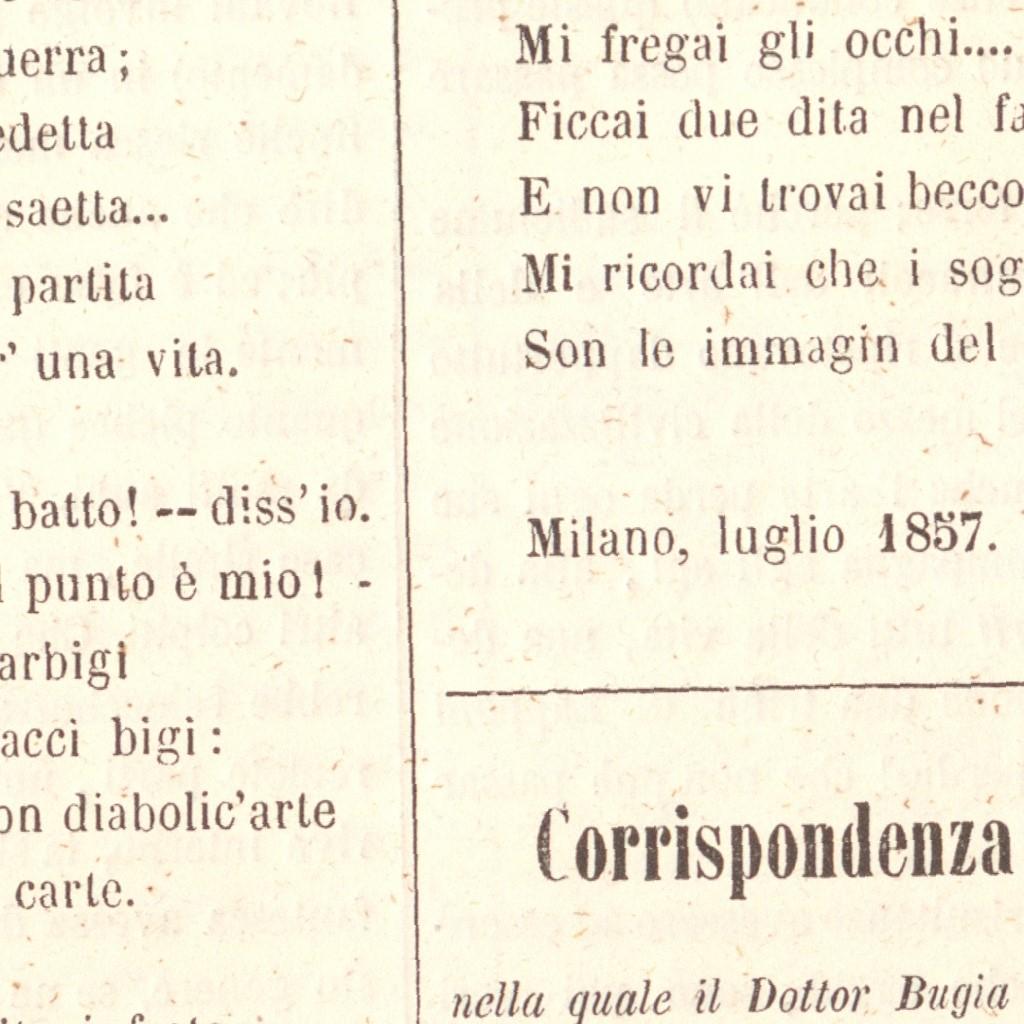 uerra;
edetta
saetta...
partita
r' una vita.
batto! -- diss' io.
punto è mio! -
arbigi
acci bigi:
on diabolic'arte
carte.
Mi fregai gli occhi....
Ficcai due dita nel fa
E non vi trovai becco
Mi ricordai che i sog
Son le immagin del
Milano, luglio 1857.
Corrispondenza
nella quale il Dottor Bugia